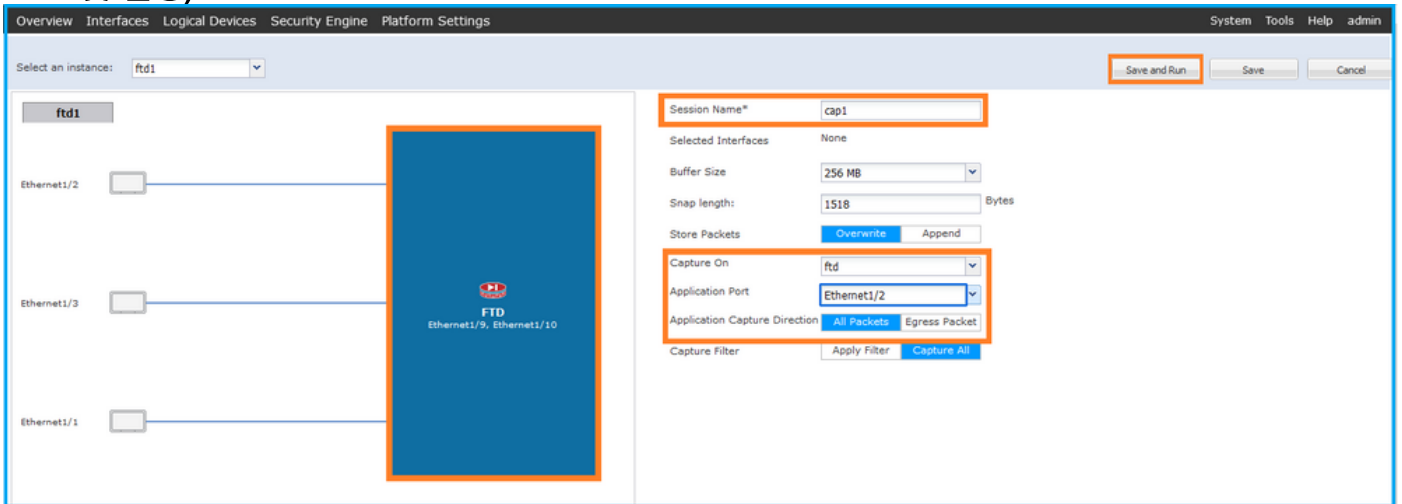 Overview Interfaces Logical Devices Security Engine Platform Settings System Tools Help admin
Select an instance: ftd1 Save and Run Save Cancel
ftd1
Ethernet1/2
Ethernet1/3
FTD
Ethernet1/9, Ethernet1/10
Ethernet1/1
Session Name* cap1
Selected Interfaces None
Buffer Size 256 MB
Snap length: 1518 Bytes
Store Packets Overwrite Append
Capture On ftd
Application Port Ethernet1/2
Application Capture Direction All Packets Egress Packet
Capture Filter Apply Filter Capture All